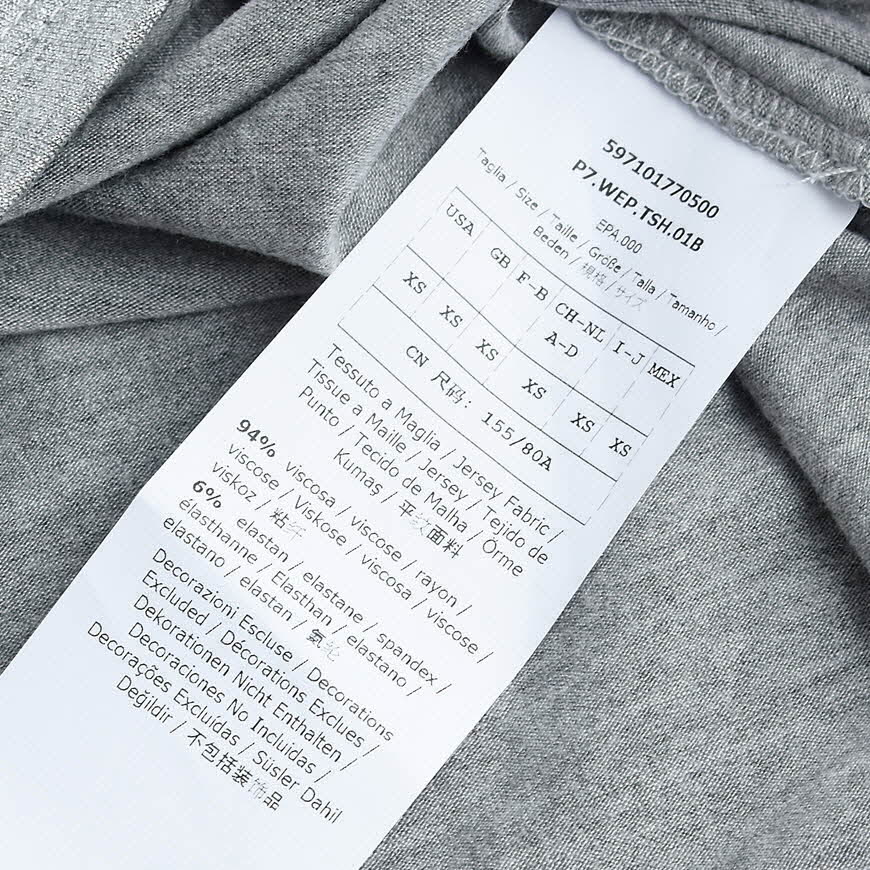 597101770500
P7.WEP.TSH.01B
EPA.000
Taglia / Size / Taille / Größe / Talla / Tamanho /
Beden / 規格 / サイズ
USA GB F-B CH-NL I-J MEX
A-D
XS XS XS XS XS XS
CN 尺码: 155/80A
Tessuto a Maglia / Jersey Fabric /
Tissue a Maille / Jersey / Tejido de
Punto / Tecido de Malha / Örme
Kumaş / 平纹面料
94% viscosa / viscose / rayon /
viscose / Viskose / viscosa / viscose /
viskoz / 粘纤
6% elastan / elastane / spandex /
élasthanne / Elasthan / elastano /
elastano / elastan / 氨纶
Decorazioni Escluse / Decorations
Excluded / Décorations Exclues /
Dekorationen Nicht Enthalten /
Decoraciones No Incluidas /
Decorações Excluídas / Süsler Dahil
Değildir / 不包括装饰品